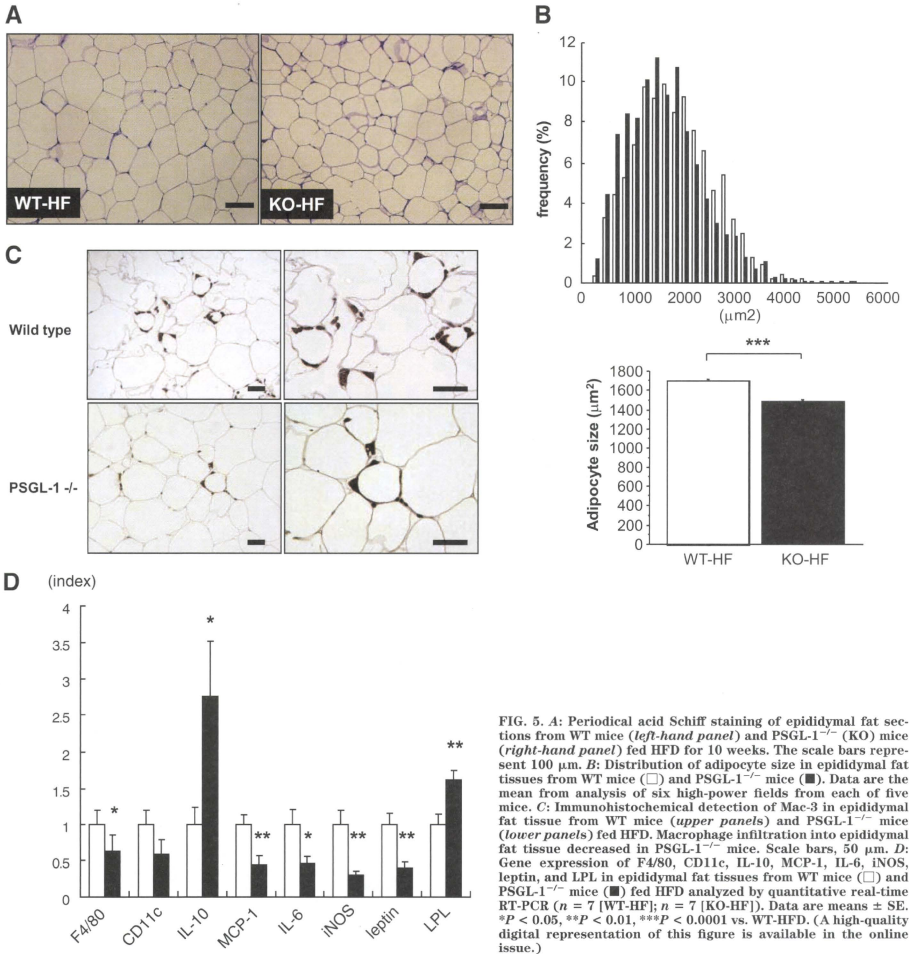 A
WT-HF
KO-HF
B
12
10
8
6
4
2
0
frequency (%)
0 1000 2000 3000 4000 5000 6000
(μm2)
***
1800
1600
1400
1200
1000
800
600
400
200
0
Adipocyte size (μm²)
WT-HF KO-HF
C
Wild type
PSGL-1 -/-
D (index)
4
3.5
3
2.5
2
1.5
1
0.5
0
* * ** * ** ** **
F4/80 CD11c IL-10 MCP-1 IL-6 iNOS leptin LPL
FIG. 5. A: Periodical acid Schiff staining of epididymal fat sec-
tions from WT mice (left-hand panel) and PSGL-1⁻/⁻ (KO) mice
(right-hand panel) fed HFD for 10 weeks. The scale bars repre-
sent 100 μm. B: Distribution of adipocyte size in epididymal fat
tissues from WT mice (□) and PSGL-1⁻/⁻ mice (■). Data are the
mean from analysis of six high-power fields from each of five
mice. C: Immunohistochemical detection of Mac-3 in epididymal
fat tissue from WT mice (upper panels) and PSGL-1⁻/⁻ mice
(lower panels) fed HFD. Macrophage infiltration into epididymal
fat tissue decreased in PSGL-1⁻/⁻ mice. Scale bars, 50 μm. D:
Gene expression of F4/80, CD11c, IL-10, MCP-1, IL-6, iNOS,
leptin, and LPL in epididymal fat tissues from WT mice (□) and
PSGL-1⁻/⁻ mice (■) fed HFD analyzed by quantitative real-time
RT-PCR (n = 7 [WT-HF]; n = 7 [KO-HF]). Data are means ± SE.
*P < 0.05, **P < 0.01, ***P < 0.0001 vs. WT-HFD. (A high-quality
digital representation of this figure is available in the online
issue.)